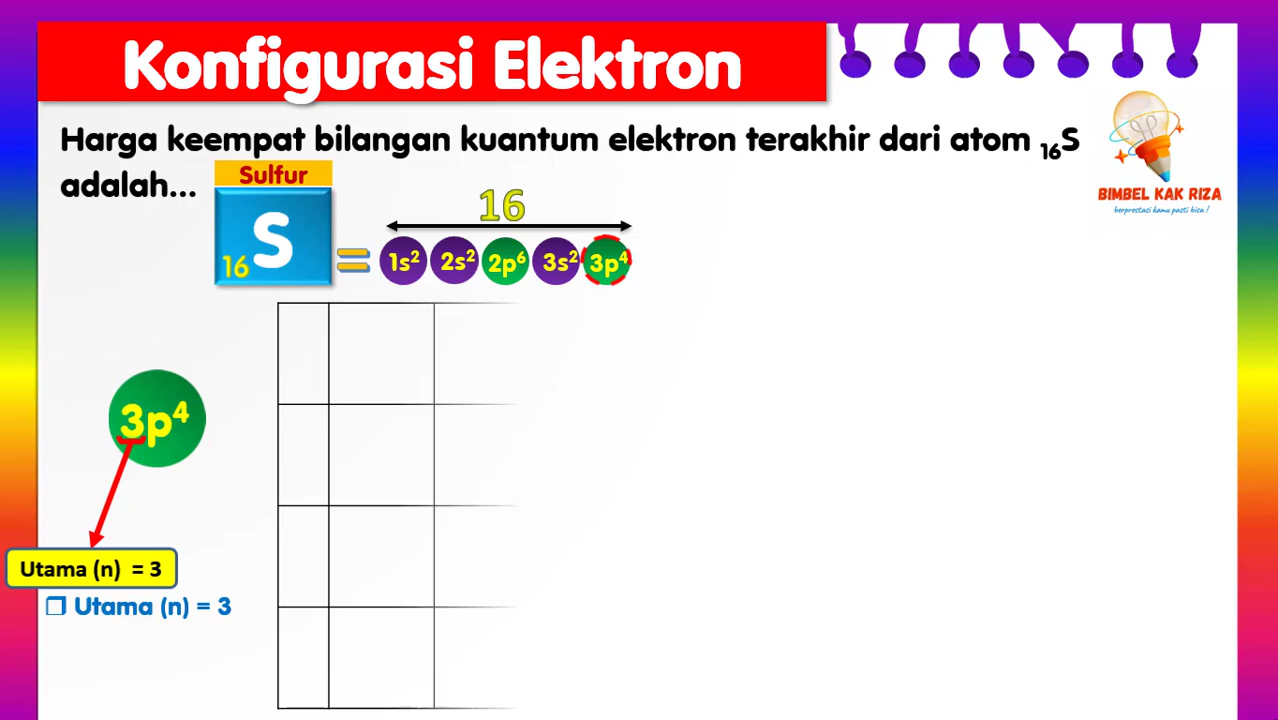 Konfigurasi Elektron
Harga keempat bilangan kuantum elektron terakhir dari atom ₁₆S
adalah...
BIMBEL KAK RIZA
berprestasi kamu pasti bisa !
Sulfur
16
₁₆S = 1s² 2s² 2p⁶ 3s² 3p⁴
3p⁴
Utama (n) = 3
❒ Utama (n) = 3